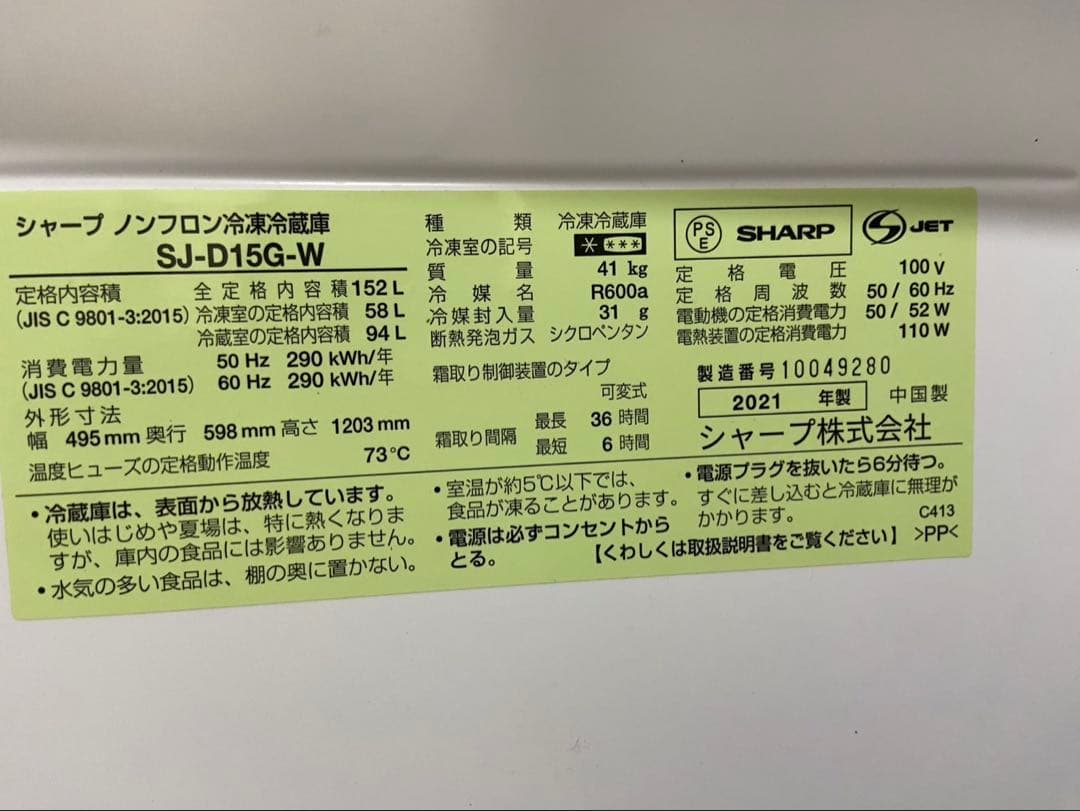 シャープ ノンフロン冷凍冷蔵庫
SJ-D15G-W
定格内容積
(JIS C 9801-3:2015)
全定格内容積 152 L
冷凍室の定格内容積 58 L
冷蔵室の定格内容積 94 L
消費電力量
(JIS C 9801-3:2015)
50 Hz 290 kWh/年
60 Hz 290 kWh/年
外形寸法
幅 495 mm 奥行 598 mm 高さ 1203 mm
温度ヒューズの定格動作温度 73℃
種類 冷凍冷蔵庫
冷凍室の記号 * ***
質量 41 kg
冷媒名 R600a
冷媒封入量 31 g
断熱発泡ガス シクロペンタン
霜取り制御装置のタイプ
可変式
霜取り間隔
最長 36 時間
最短 6 時間
PS
E
SHARP
JET
定格電圧 100 V
定格周波数 50 / 60 Hz
電動機の定格消費電力 50 / 52 W
電熱装置の定格消費電力 110 W
製造番号 10049280
2021 年製 中国製
シャープ株式会社
・冷蔵庫は、表面から放熱しています。
使いはじめや夏場は、特に熱くなりま
すが、庫内の食品には影響ありません。
・水気の多い食品は、棚の奥に置かない。
・室温が約5℃以下では、
食品が凍ることがあります。
・電源は必ずコンセントから
とる。
・電源プラグを抜いたら6分待つ。
すぐに差し込むと冷蔵庫に無理が
かかります。
C413
【くわしくは取扱説明書をご覧ください】 >PP<